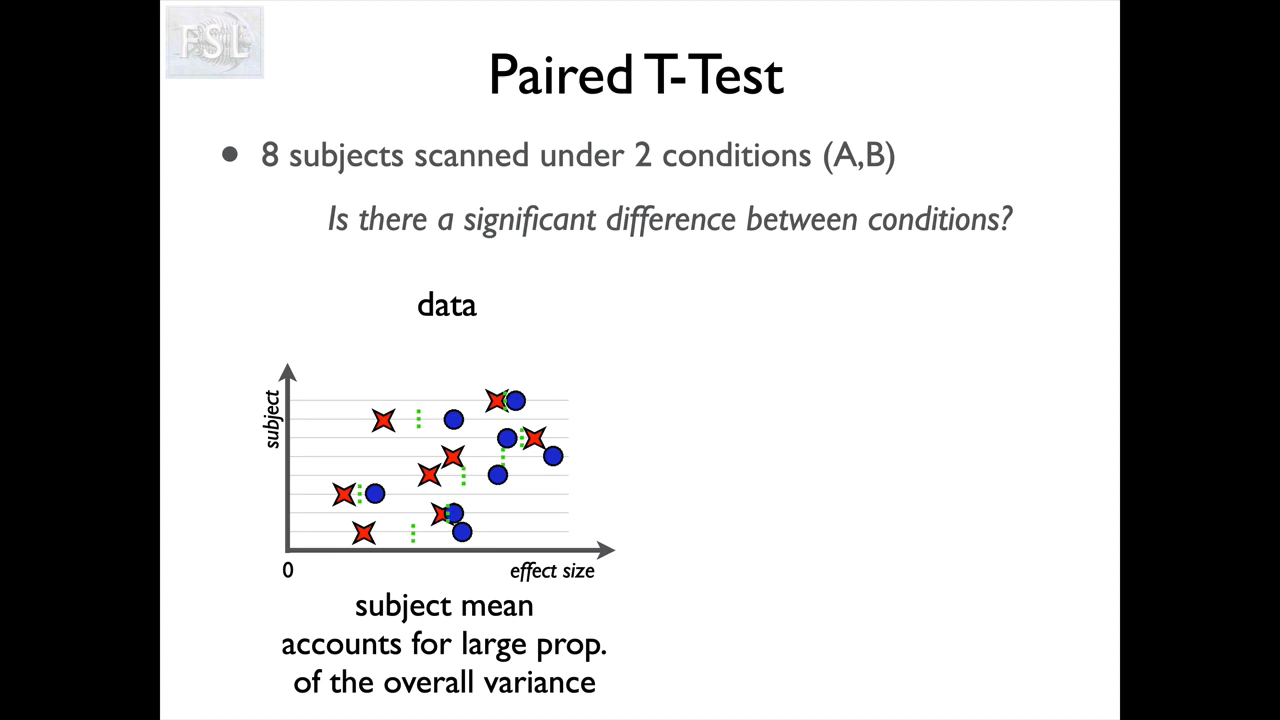 FSL
Paired T-Test
• 8 subjects scanned under 2 conditions (A,B)
Is there a significant difference between conditions?
data
subject
0
effect size
subject mean
accounts for large prop.
of the overall variance